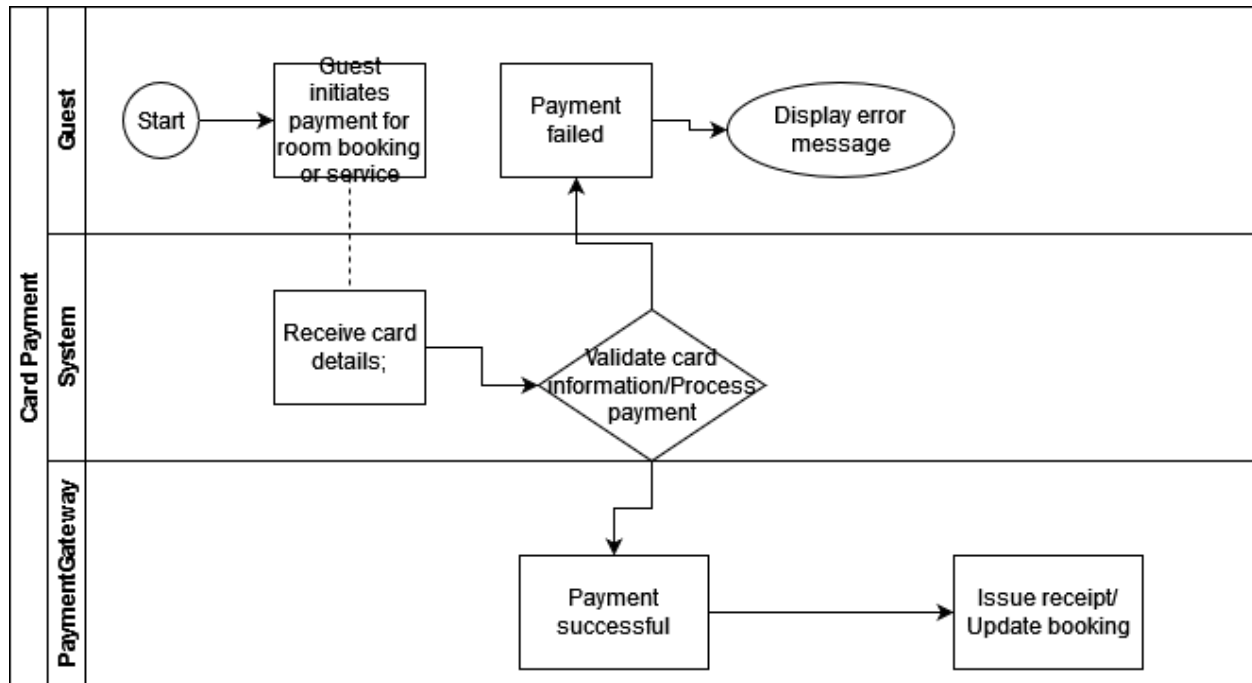 Card Payment
Guest
Start
Guest
initiates
payment for
room booking
or service
Payment
failed
Display error
message
System
Receive card
details;
Validate card
information/Process
payment
PaymentGateway
Payment
successful
Issue receipt/
Update booking